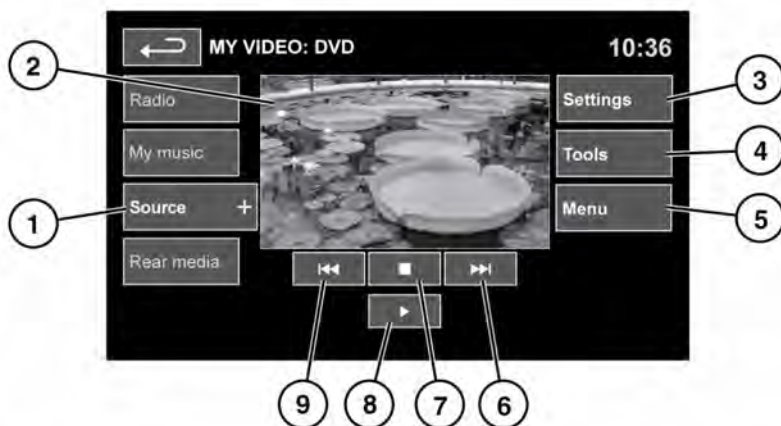 MY VIDEO: DVD 10:36
2
Radio
Settings
3
My music
Tools
4
1
Source +
Menu
5
Rear media
9 8 7 6